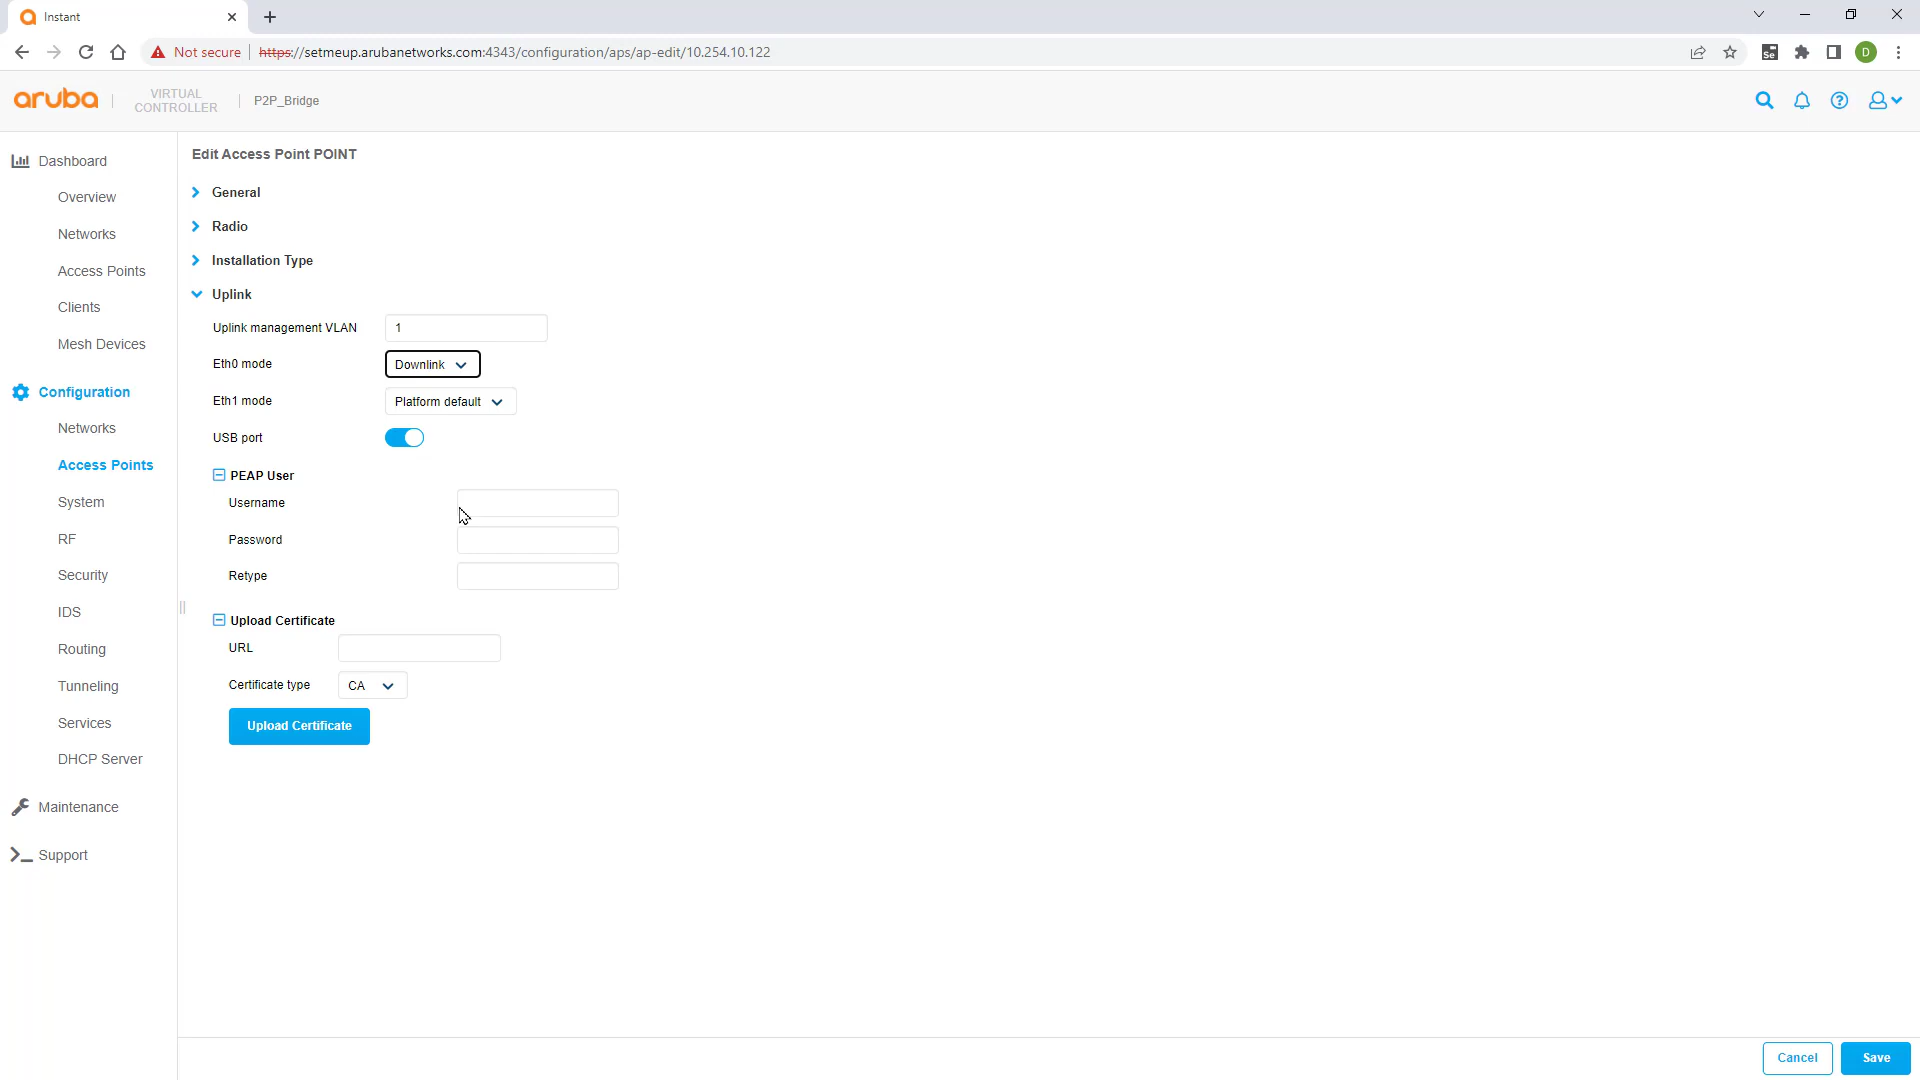 Instant
Not secure
https://setmeup.arubanetworks.com:4343/configuration/aps/ap-edit/10.254.10.122
Se
D
aruba
VIRTUAL
CONTROLLER
P2P_Bridge
Dashboard
Overview
Networks
Access Points
Clients
Mesh Devices
Configuration
Networks
Access Points
System
RF
Security
IDS
Routing
Tunneling
Services
DHCP Server
Maintenance
Support
Edit Access Point POINT
General
Radio
Installation Type
Uplink
Uplink management VLAN 1
Eth0 mode Downlink
Eth1 mode Platform default
USB port
PEAP User
Username
Password
Retype
Upload Certificate
URL
Certificate type CA
Upload Certificate
Cancel Save